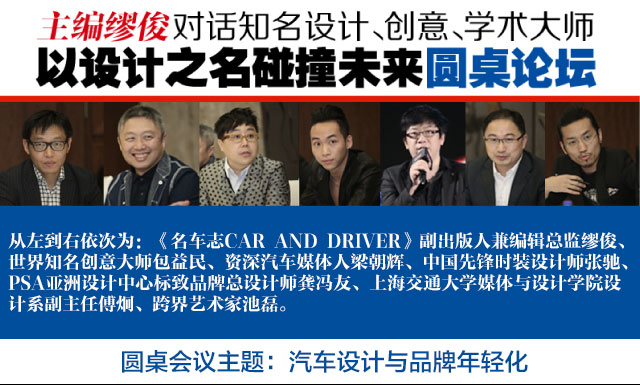 主编缪俊对话知名设计、创意、学术大师
以设计之名碰撞未来圆桌论坛
从左到右依次为：《名车志CAR AND DRIVER》副出版人兼编辑总监缪俊、
世界知名创意大师包益民、资深汽车媒体人梁朝辉、中国先锋时装设计师张驰、
PSA亚洲设计中心标致品牌总设计师龚冯友、上海交通大学媒体与设计学院设
计系副主任傅炯、跨界艺术家池磊。
圆桌会议主题：汽车设计与品牌年轻化